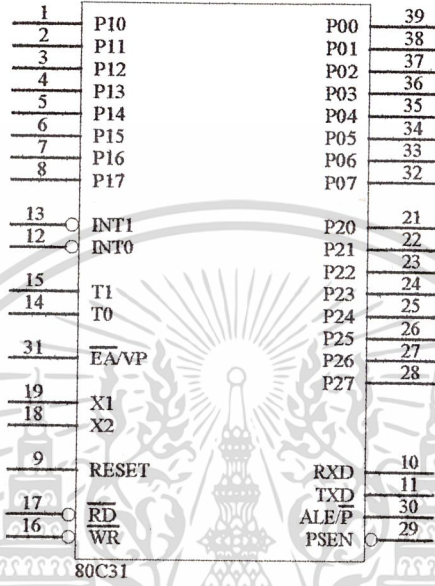 1 P10 P00 39
2 P11 P01 38
3 P12 P02 37
4 P13 P03 36
5 P14 P04 35
6 P15 P05 34
7 P16 P06 33
8 P17 P07 32
13 INT1 P20 21
12 INT0 P21 22
P22 23
15 T1 P23 24
14 T0 P24 25
P25 26
31 E̅A̅/VP P26 27
P27 28
19 X1
18 X2
9 RESET RXD 10
TXD 11
17 R̅D̅ ALE/P̅ 30
16 W̅R̅ PSEN 29
80C31